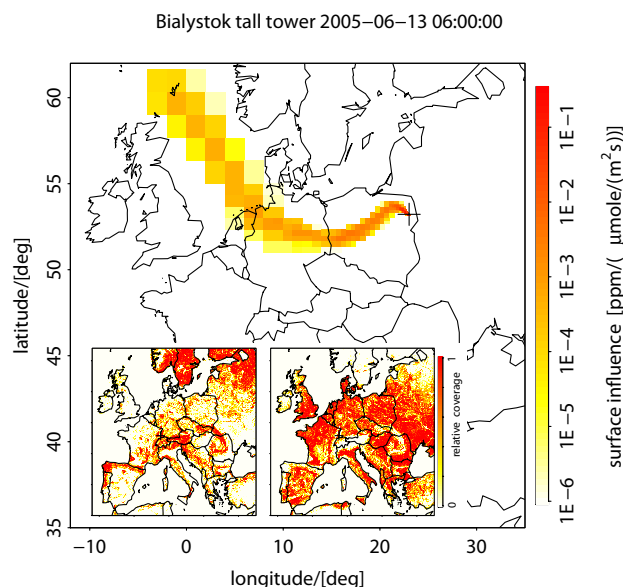 Bialystok tall tower 2005−06−13 06:00:00
latitude/[deg]
60
55
50
45
40
35
−10
0
10
20
30
longitude/[deg]
relative coverage
0
1
1E−1
1E−2
1E−3
1E−4
1E−5
1E−6
surface influence [ppm/( μmole/(m2s))]